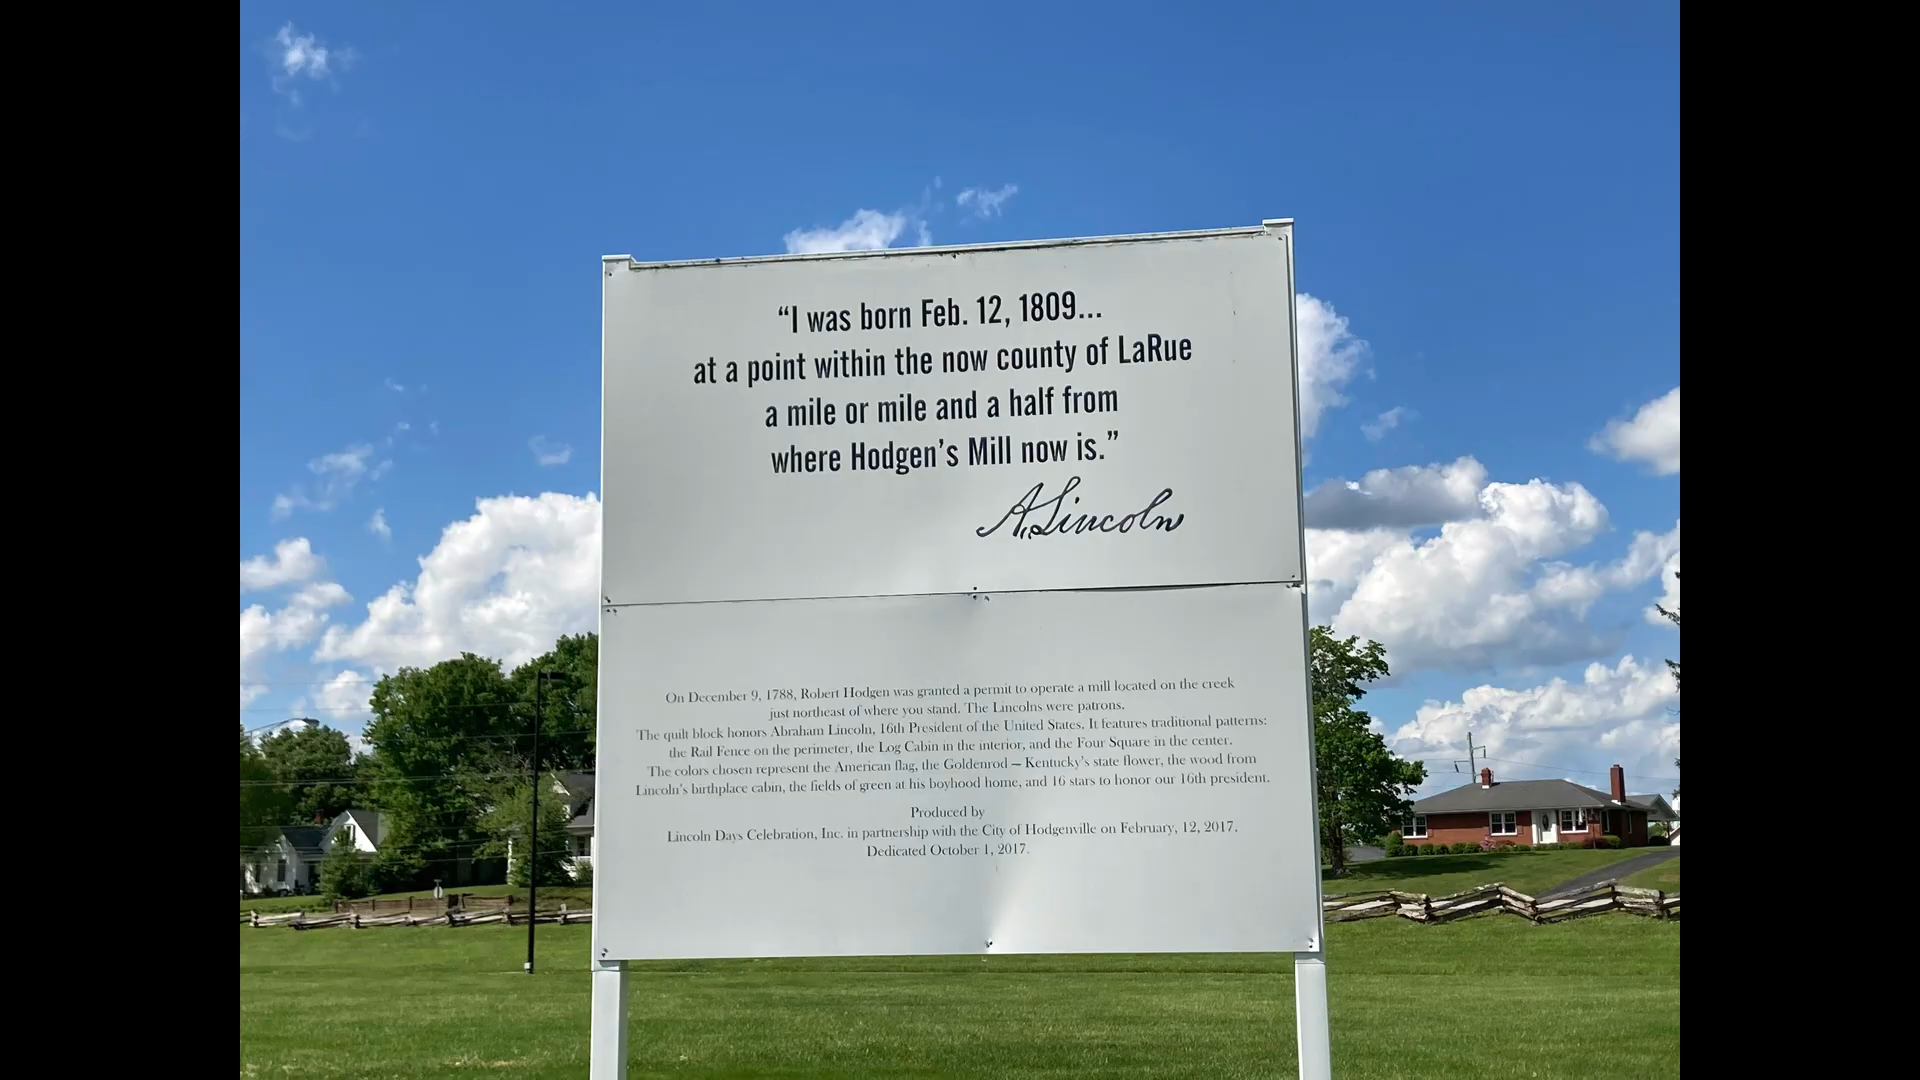 “I was born Feb. 12, 1809...
at a point within the now county of LaRue
a mile or mile and a half from
where Hodgen’s Mill now is.”
A. Lincoln
On December 9, 1788, Robert Hodgen was granted a permit to operate a mill located on the creek
just northeast of where you stand. The Lincolns were patrons.
The quilt block honors Abraham Lincoln, 16th President of the United States. It features traditional patterns:
the Rail Fence on the perimeter, the Log Cabin in the interior, and the Four Square in the center.
The colors chosen represent the American flag, the Goldenrod – Kentucky’s state flower, the wood from
Lincoln’s birthplace cabin, the fields of green at his boyhood home, and 16 stars to honor our 16th president.
Produced by
Lincoln Days Celebration, Inc. in partnership with the City of Hodgenville on February, 12, 2017.
Dedicated October 1, 2017.